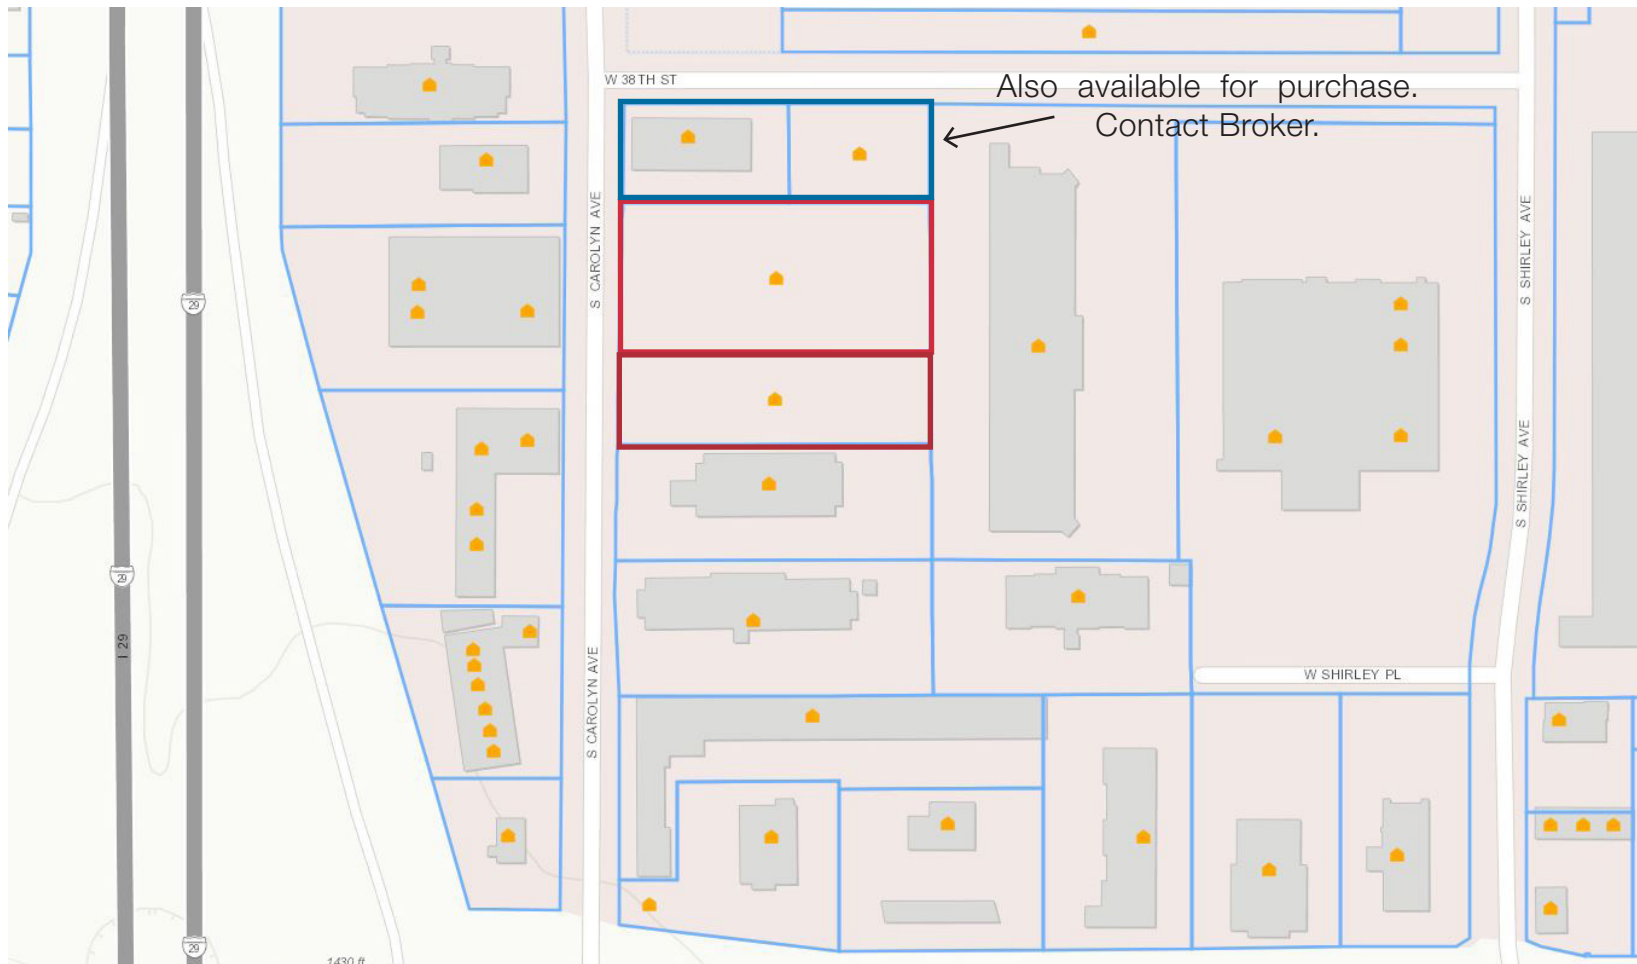 W 38TH ST
Also available for purchase.
Contact Broker.
S CAROLYN AVE
S SHIRLEY AVE
29
S SHIRLEY AVE
29
I 29
W SHIRLEY PL
S CAROLYN AVE
29
1430 ft